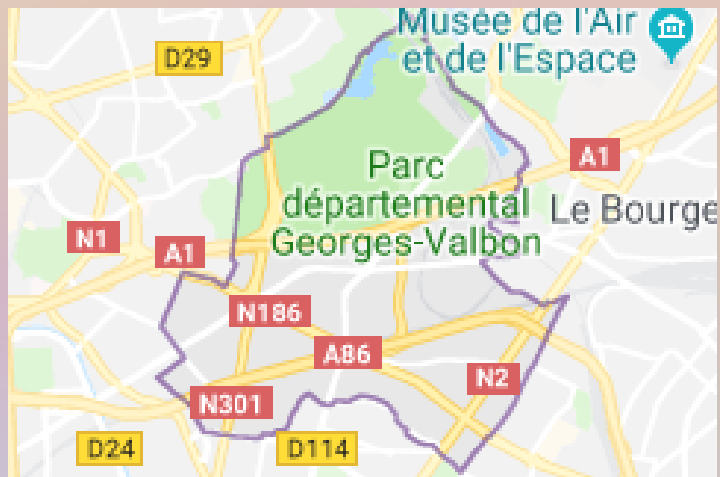 Musée de l'Air
et de l'Espace
D29
A1
Parc
départemental
Georges-Valbon
Le Bourge
N1
A1
N186
A86
N2
N301
D24
D114